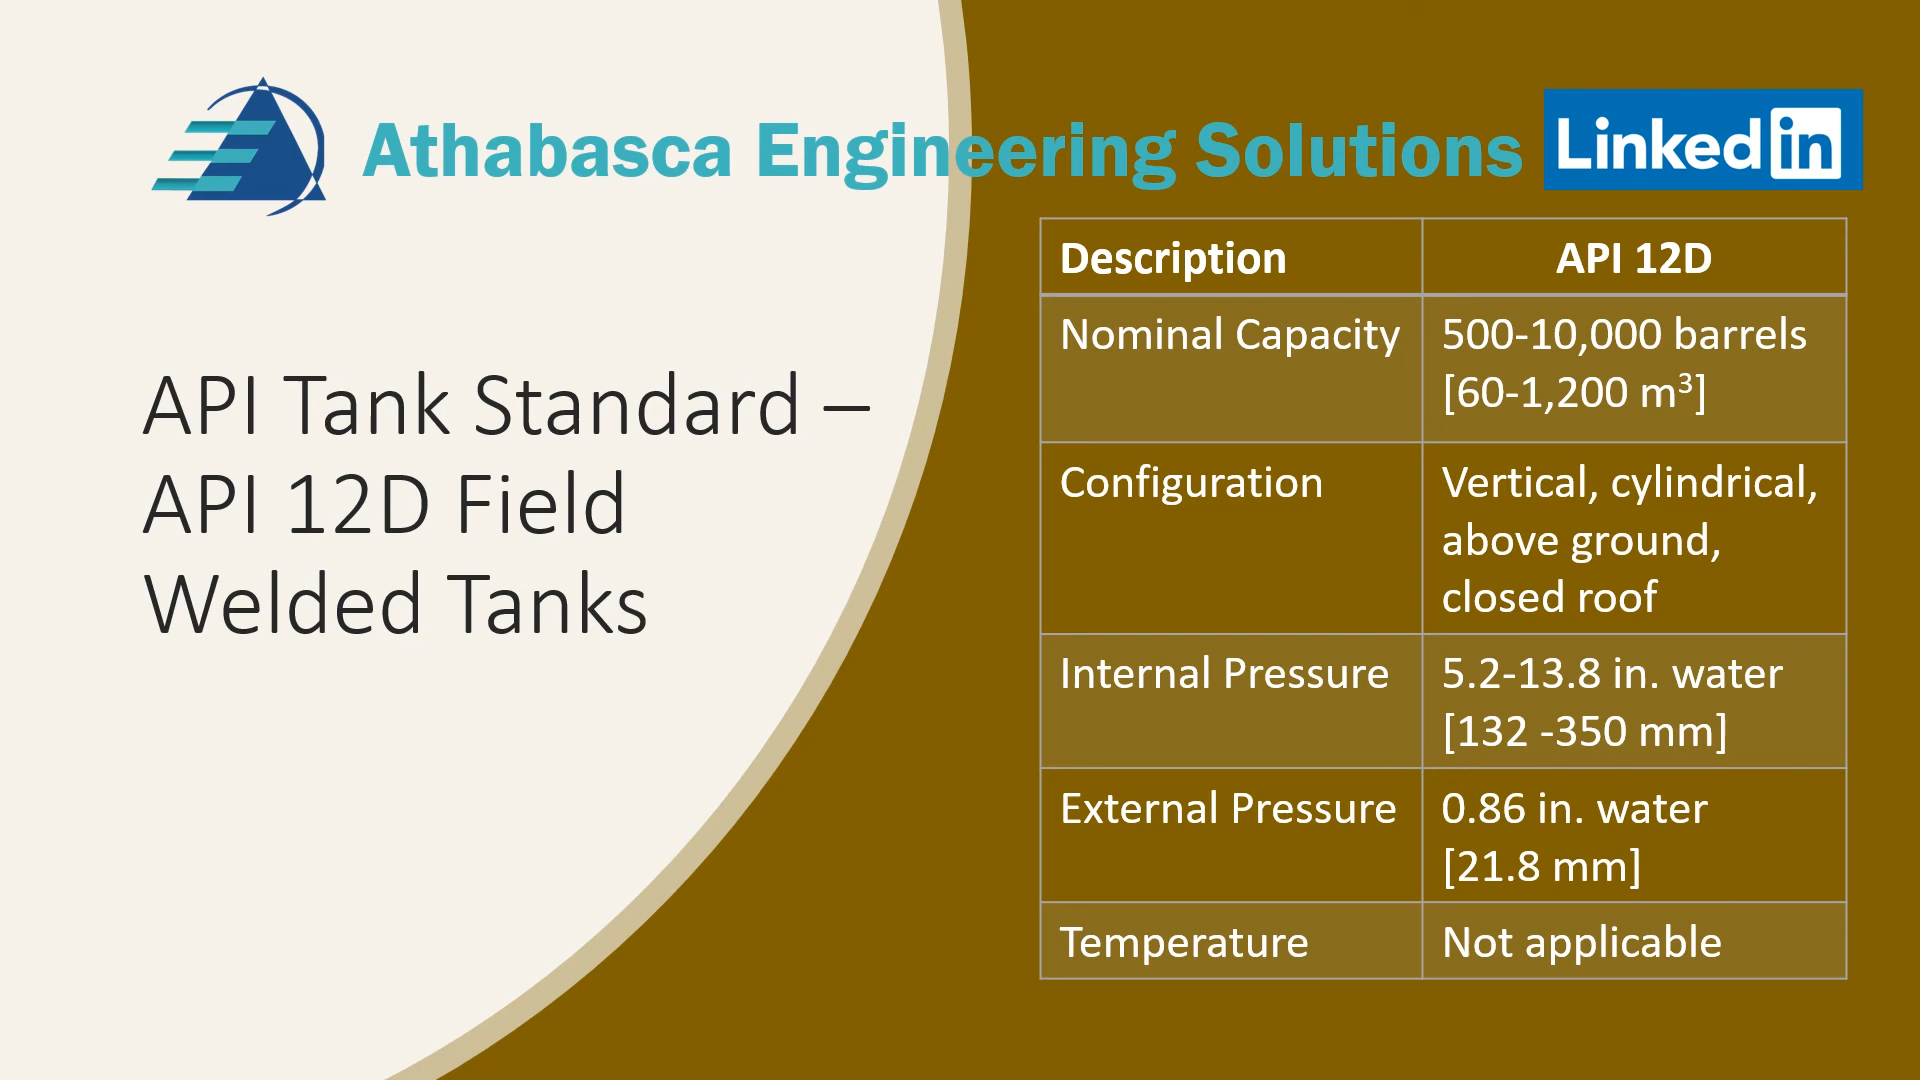 Athabasca Engineering Solutions
Linked in
API Tank Standard –
API 12D Field
Welded Tanks
Description API 12D
Nominal Capacity 500-10,000 barrels
[60-1,200 m³]
Configuration Vertical, cylindrical,
above ground,
closed roof
Internal Pressure 5.2-13.8 in. water
[132 -350 mm]
External Pressure 0.86 in. water
[21.8 mm]
Temperature Not applicable